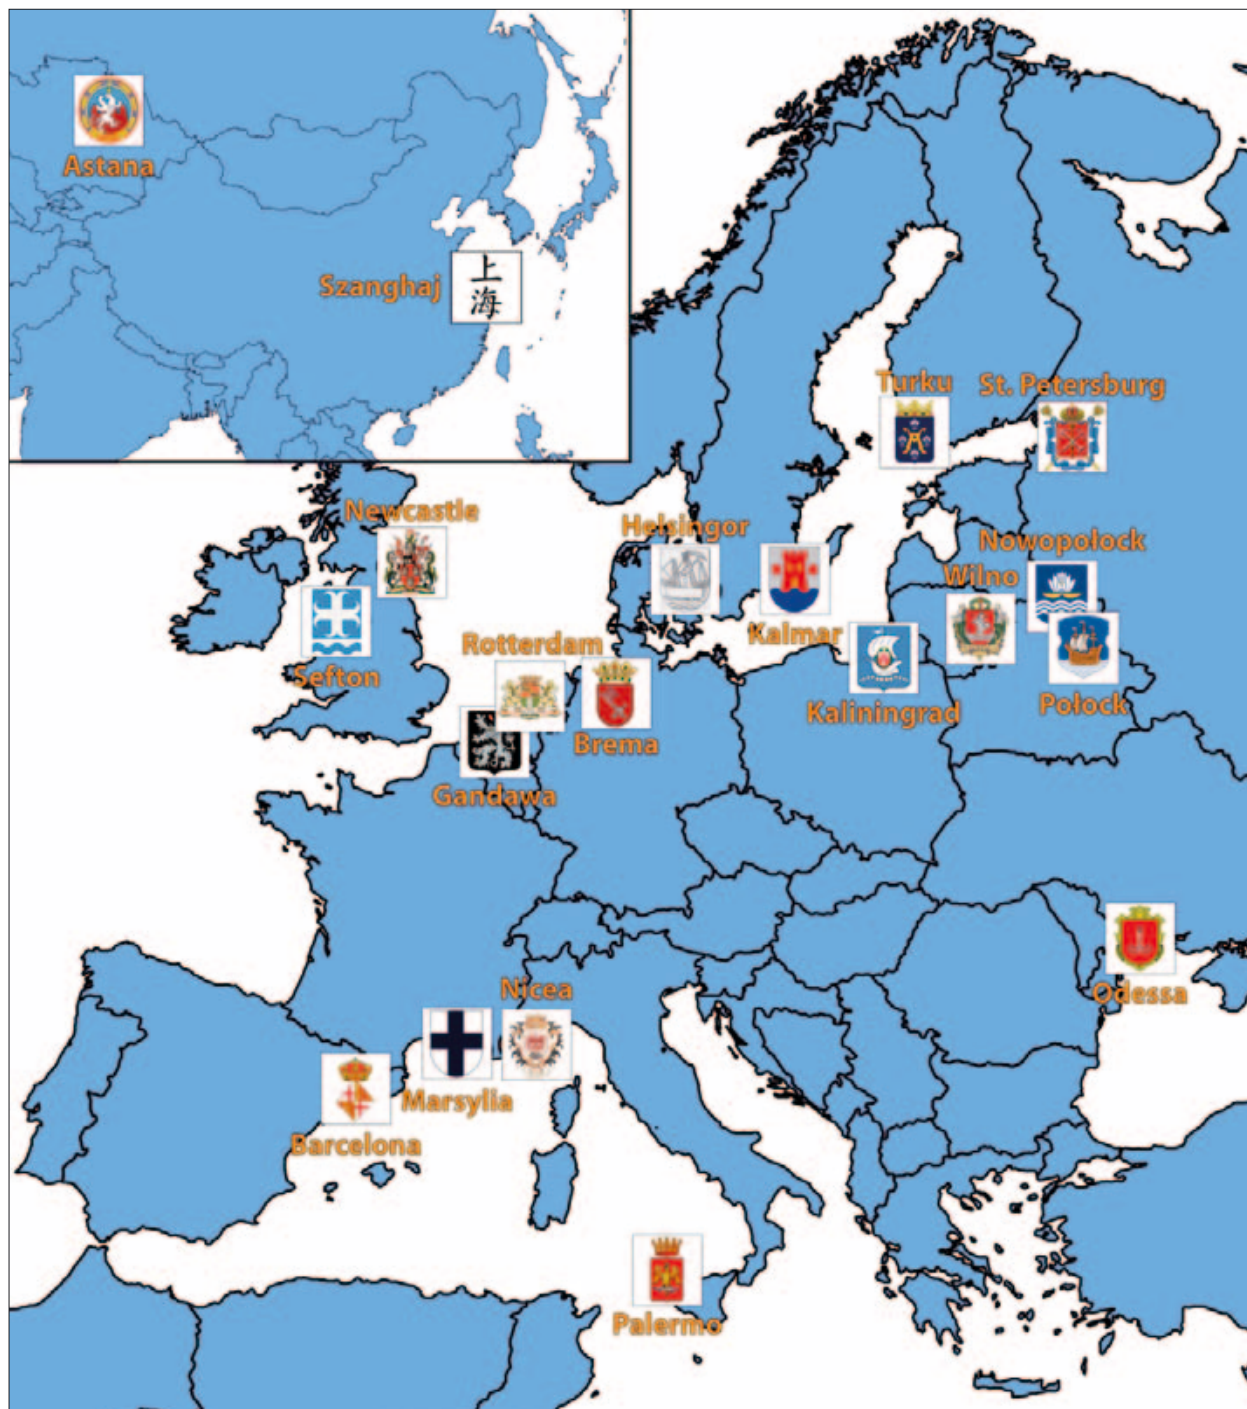 Astana
Szanghaj
上
海
Turku
St. Petersburg
Newcastle
Helsingor
Nowopołock
Wilno
Kalmar
Rotterdam
Sefton
Kaliningrad
Połock
Brema
Gandawa
Nicea
Odessa
Marsylia
Barcelona
Palermo